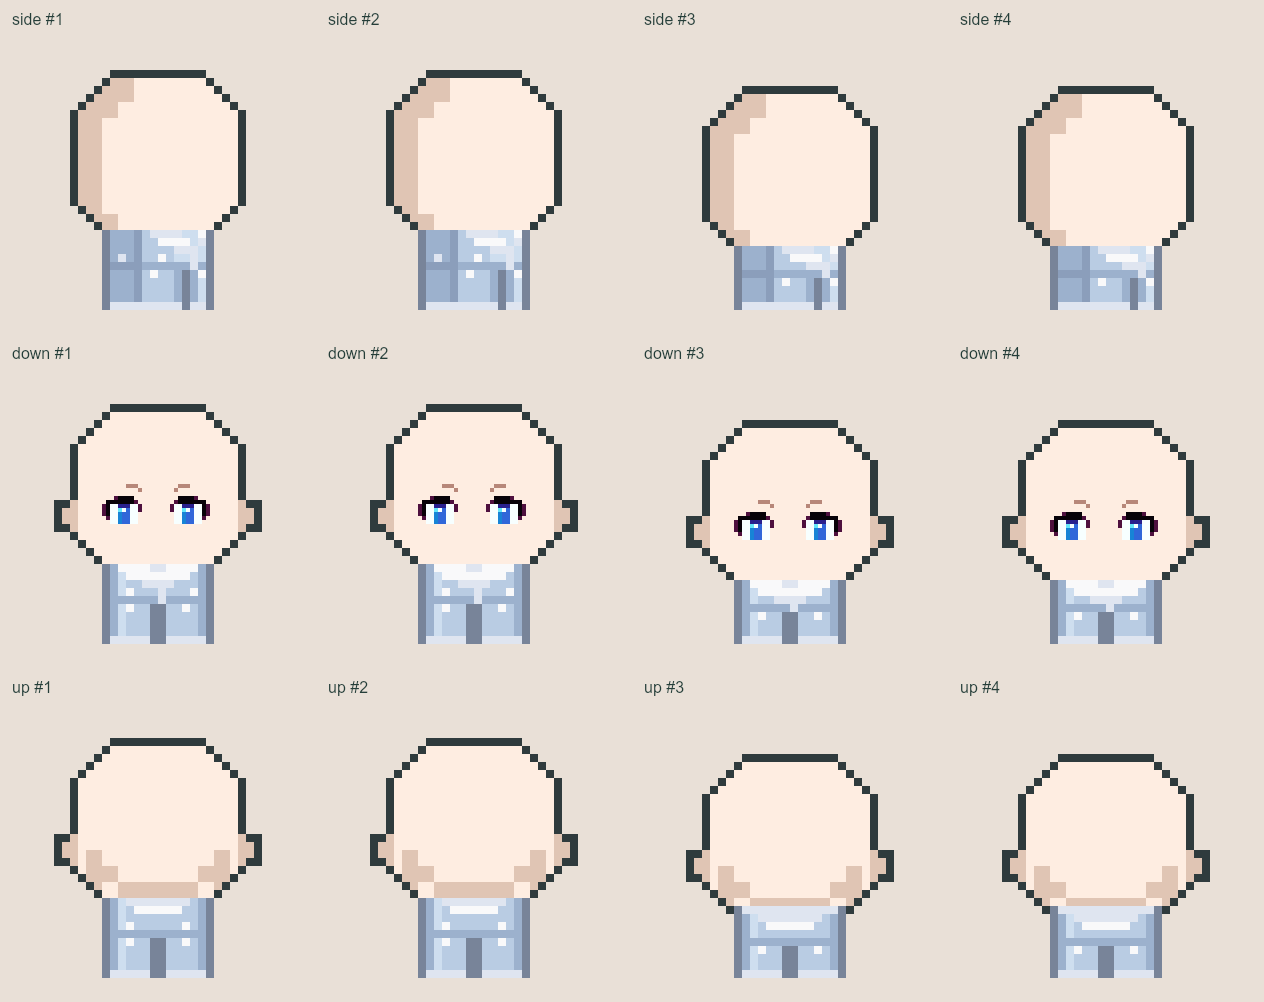 side #1
side #2
side #3
side #4
down #1
down #2
down #3
down #4
up #1
up #2
up #3
up #4